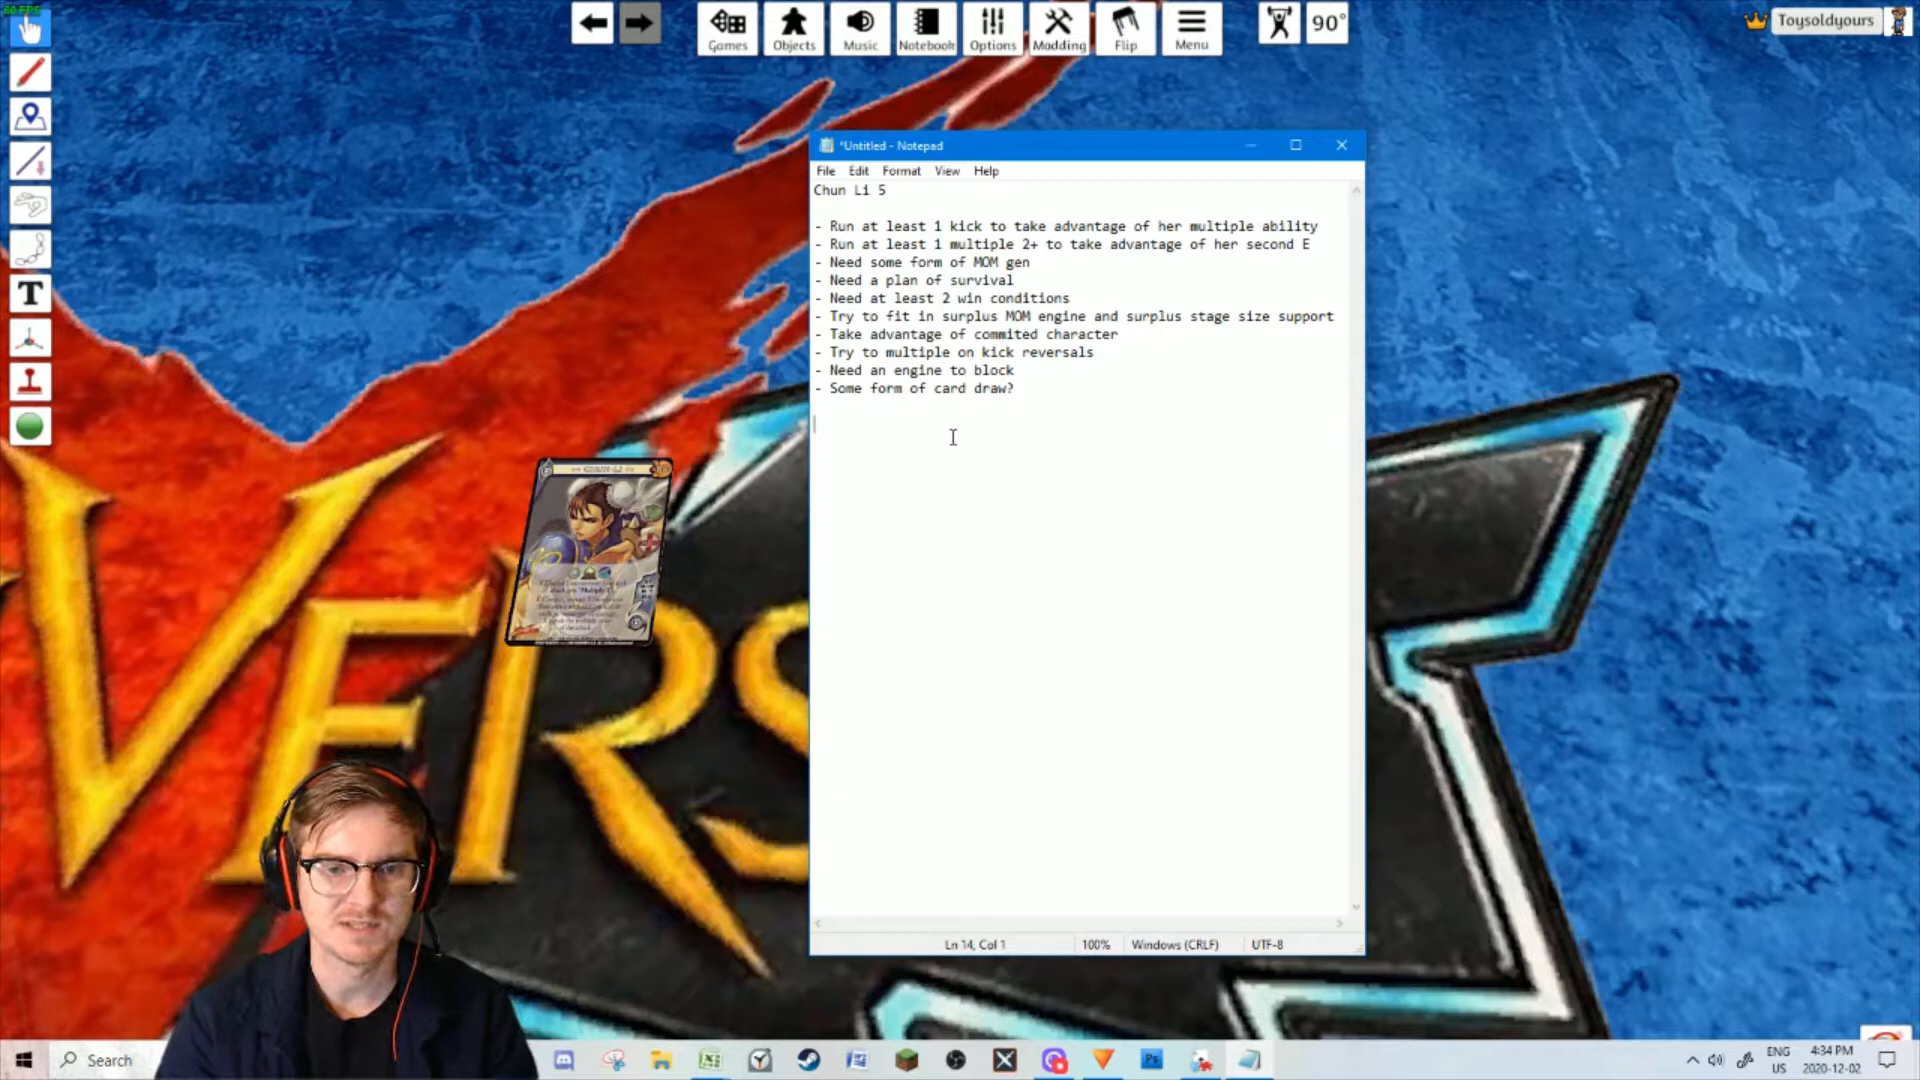 60 FPS
Games
Objects
Music
Notebook
Options
Modding
Flip
Menu
90°
Toysoldyours
*Untitled - Notepad
File Edit Format View Help
Chun Li 5
- Run at least 1 kick to take advantage of her multiple ability
- Run at least 1 multiple 2+ to take advantage of her second E
- Need some form of MOM gen
- Need a plan of survival
- Need at least 2 win conditions
- Try to fit in surplus MOM engine and surplus stage size support
- Take advantage of commited character
- Try to multiple on kick reversals
- Need an engine to block
- Some form of card draw?
T
VERS
Ln 14, Col 1 100% Windows (CRLF) UTF-8
Search
Ps
ENG
US
4:34 PM
2020-12-02